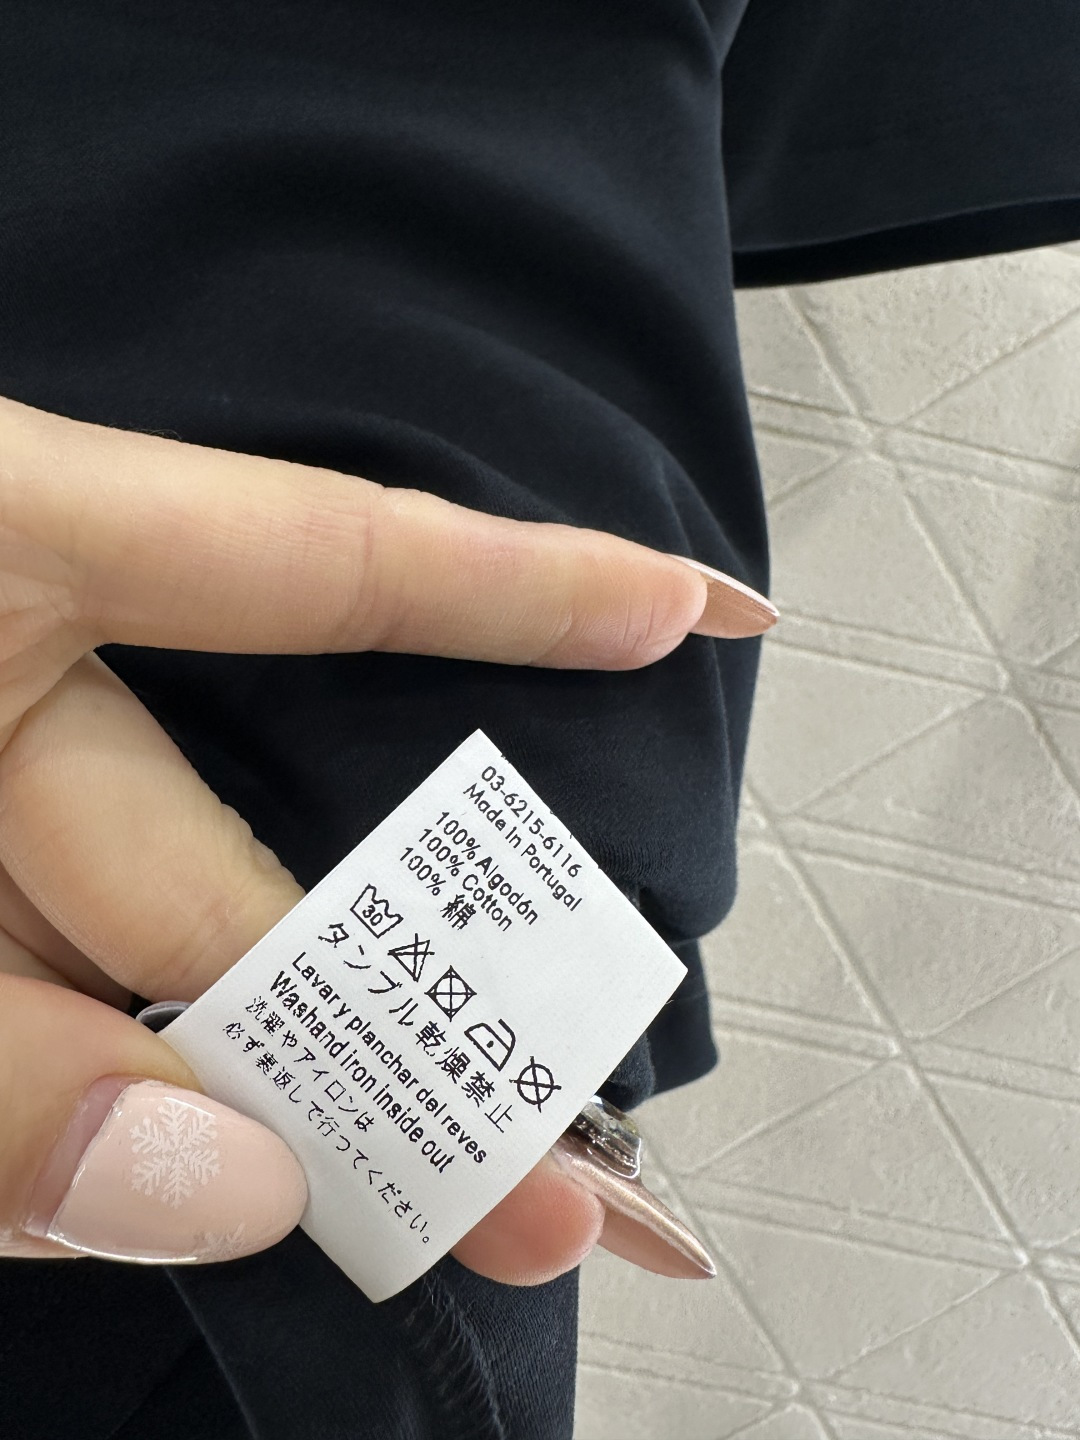 03-6215-6116
Made In Portugal
100% Algodón
100% Cotton
100% 綿
30
タンブル乾燥禁止
Lavar y planchar del reves
Washand iron inside out
洗濯やアイロンは
必ず裏返しで行ってください。